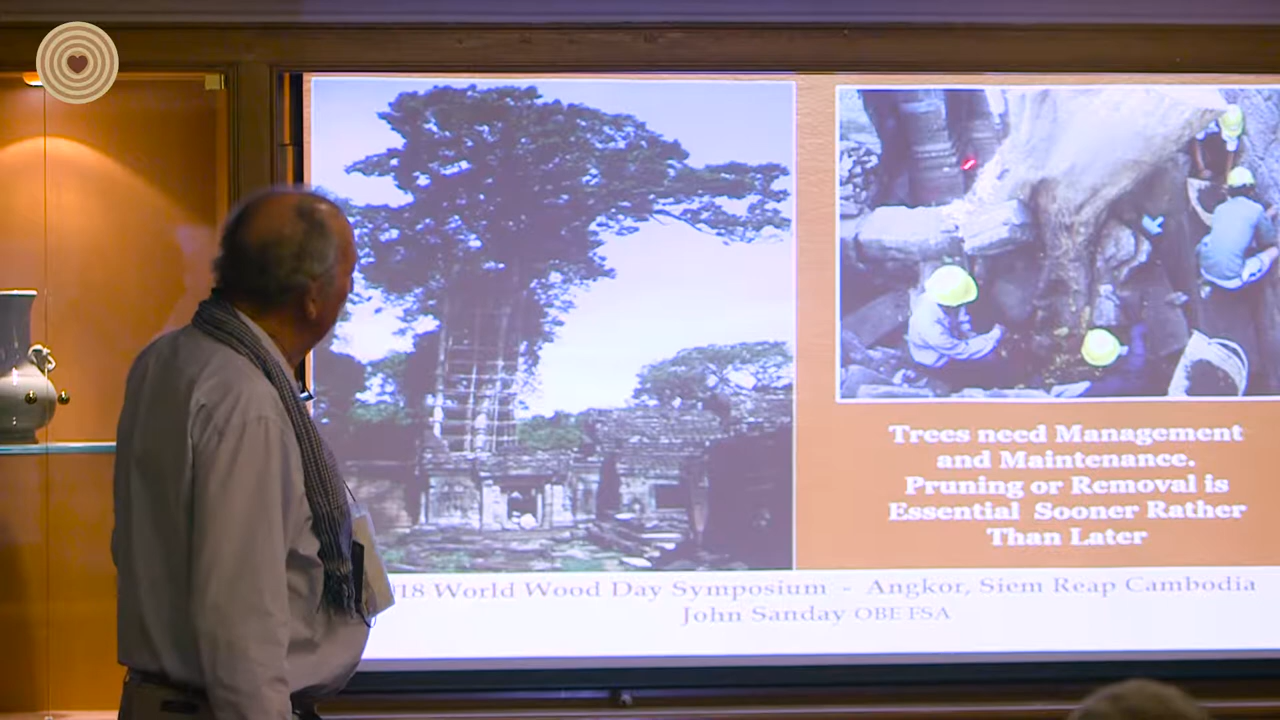 Trees need Management
and Maintenance.
Pruning or Removal is
Essential Sooner Rather
Than Later
18 World Wood Day Symposium - Angkor, Siem Reap Cambodia
John Sanday OBE FSA